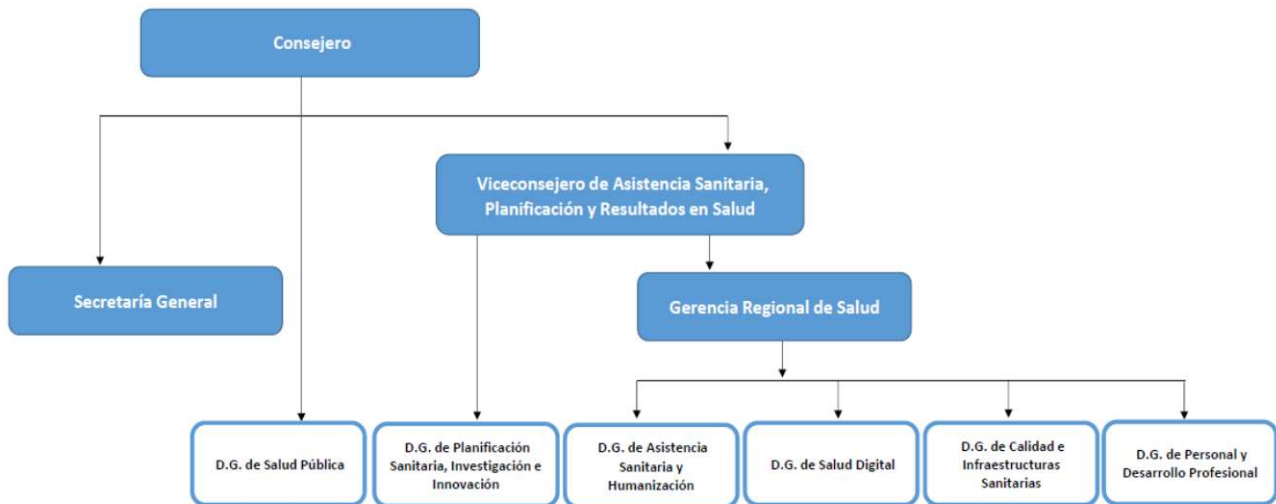 Consejero
Viceconsejero de Asistencia Sanitaria,
Planificación y Resultados en Salud
Secretaría General
Gerencia Regional de Salud
D.G. de Salud Pública
D.G. de Planificación
Sanitaria, Investigación e
Innovación
D.G. de Asistencia
Sanitaria y
Humanización
D.G. de Salud Digital
D.G. de Calidad e
Infraestructuras
Sanitarias
D.G. de Personal y
Desarrollo Profesional